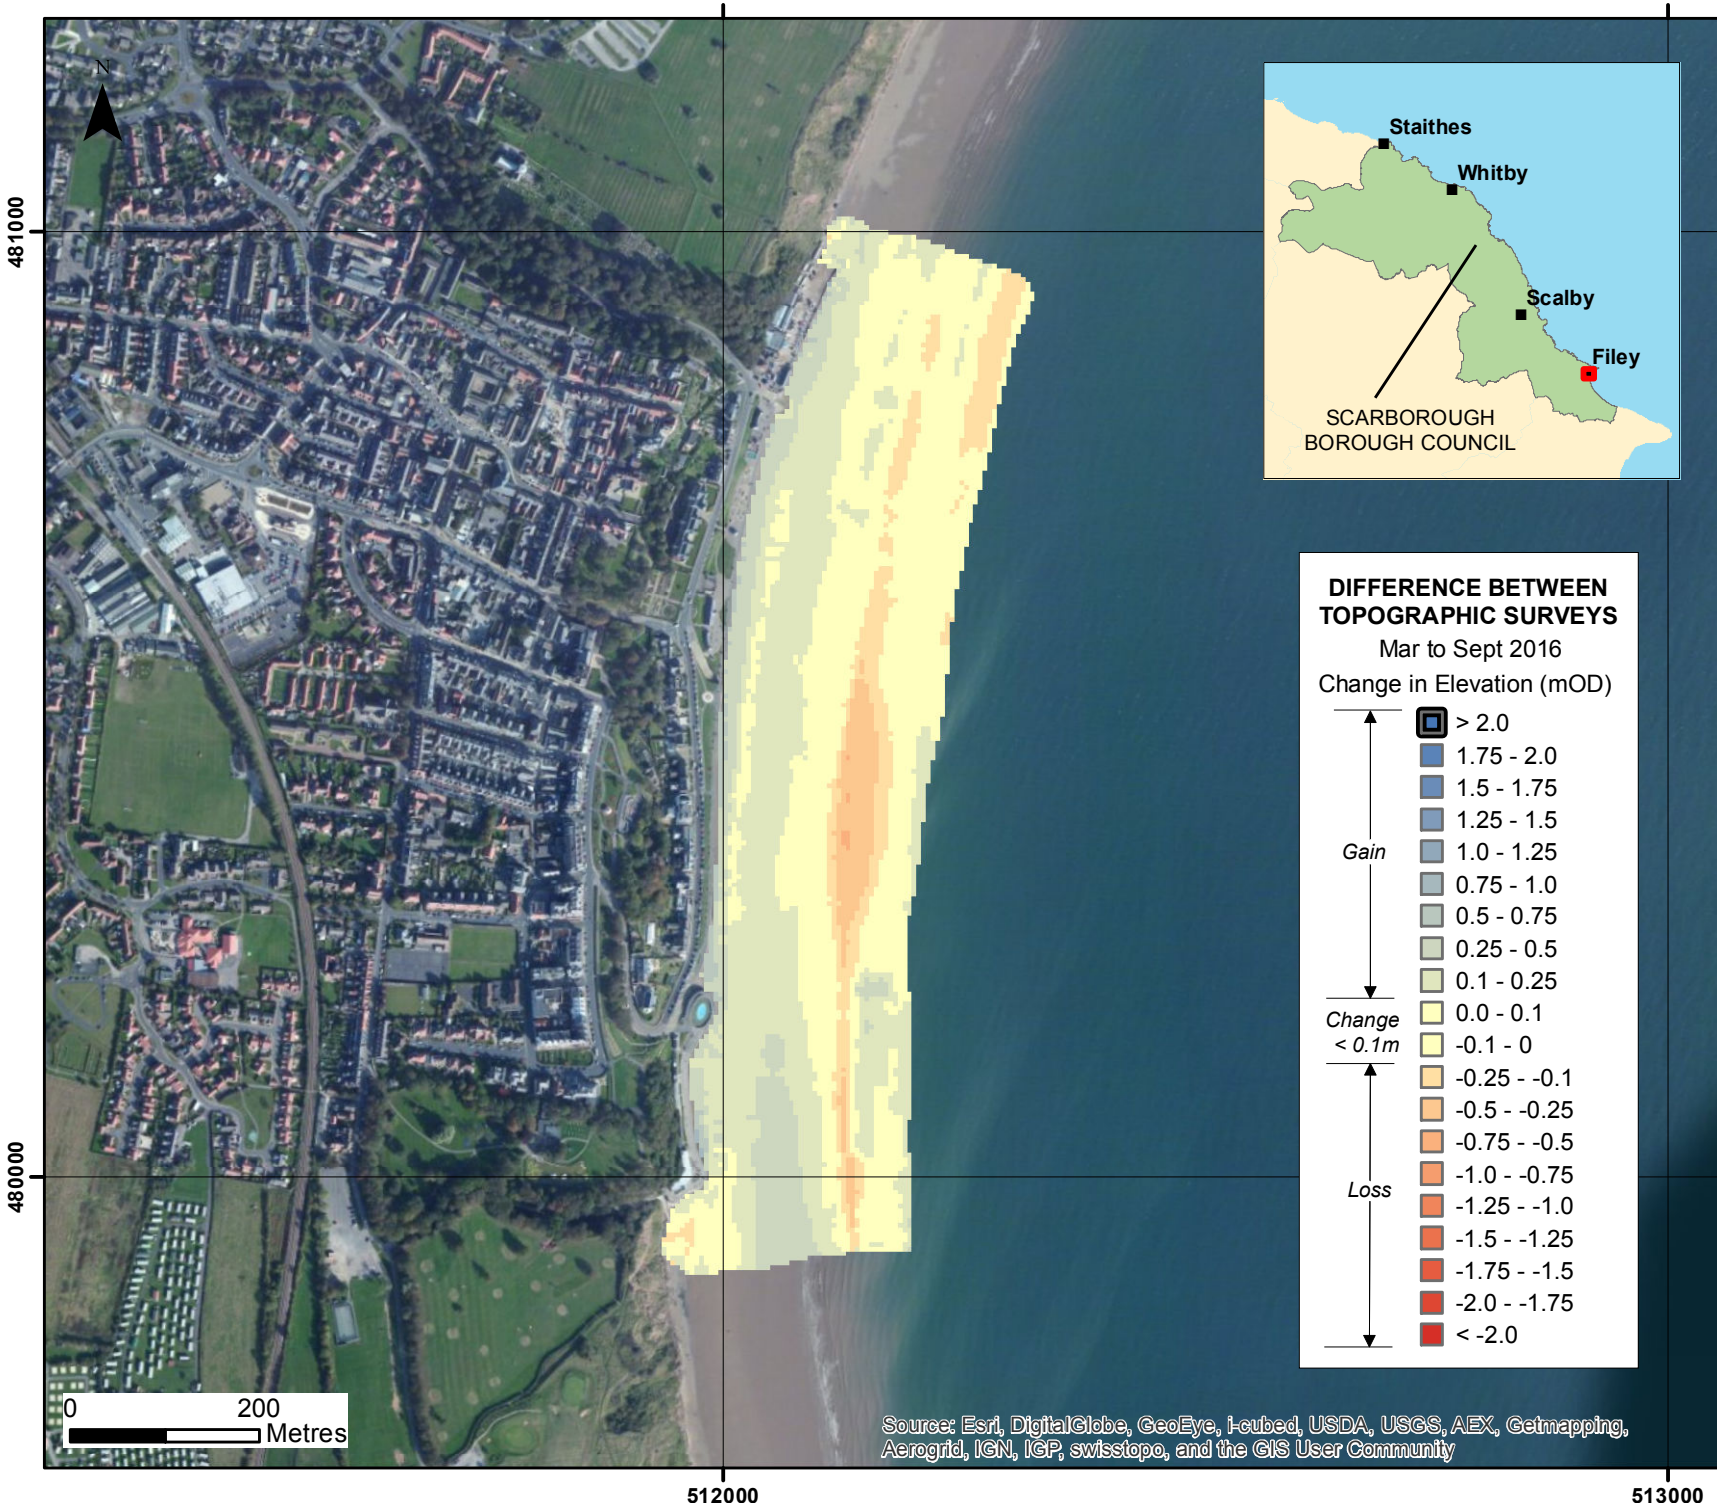 N
481000
480000
512000
513000
Staithes
Whitby
Scalby
Filey
SCARBOROUGH
BOROUGH COUNCIL
DIFFERENCE BETWEEN
TOPOGRAPHIC SURVEYS
Mar to Sept 2016
Change in Elevation (mOD)
> 2.0
1.75 - 2.0
1.5 - 1.75
1.25 - 1.5
1.0 - 1.25
0.75 - 1.0
0.5 - 0.75
0.25 - 0.5
0.1 - 0.25
0.0 - 0.1
-0.1 - 0
-0.25 - -0.1
-0.5 - -0.25
-0.75 - -0.5
-1.0 - -0.75
-1.25 - -1.0
-1.5 - -1.25
-1.75 - -1.5
-2.0 - -1.75
< -2.0
Gain
Change
< 0.1m
Loss
0 200
Metres
Source: Esri, DigitalGlobe, GeoEye, i-cubed, USDA, USGS, AEX, Getmapping,
Aerogrid, IGN, IGP, swisstopo, and the GIS User Community